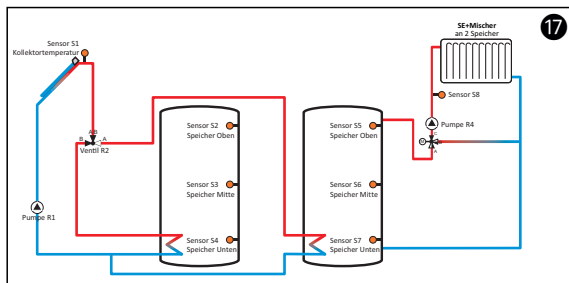 17
SE+Mischer
an 2 Speicher
Sensor S1
Kollektortemperatur
Sensor S8
A B
B
A
Ventil R2
Sensor S2
Speicher Oben
Sensor S5
Speicher Oben
Pumpe R4
C
M
A
Sensor S3
Speicher Mitte
Sensor S6
Speicher Mitte
Pumpe R1
Sensor S4
Speicher Unten
Sensor S7
Speicher Unten